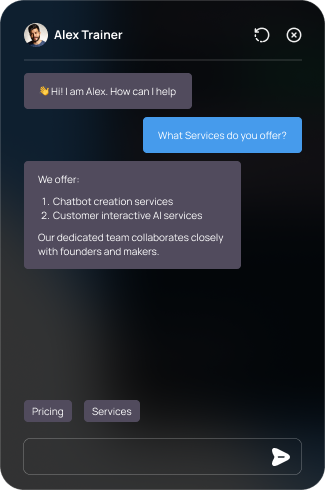 Alex Trainer
👋Hi! I am Alex. How can I help
What Services do you offer?
We offer:
1. Chatbot creation services
2. Customer interactive AI services
Our dedicated team collaborates closely
with founders and makers.
Pricing
Services